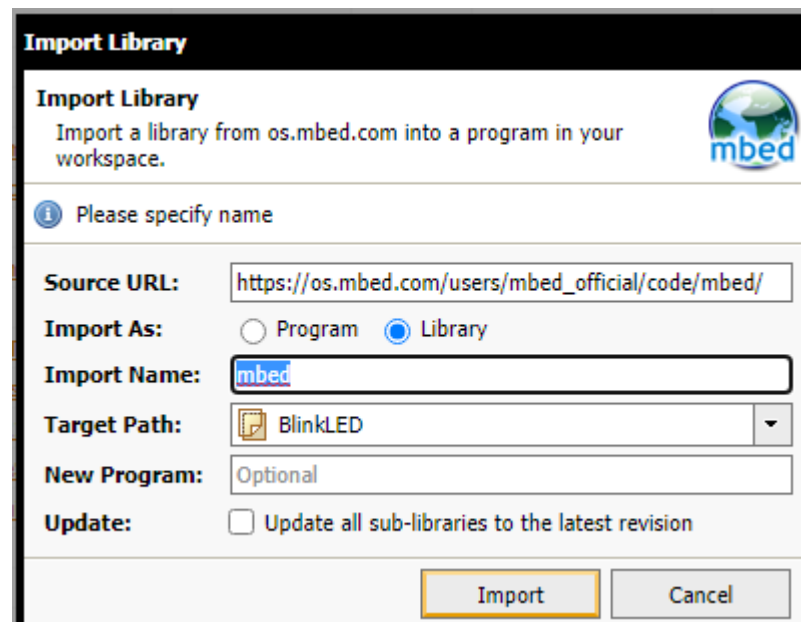 Import Library
Import Library
Import a library from os.mbed.com into a program in your
workspace.
mbed
Please specify name
Source URL: https://os.mbed.com/users/mbed_official/code/mbed/
Import As: Program Library
Import Name: mbed
Target Path: BlinkLED
New Program: Optional
Update: Update all sub-libraries to the latest revision
Import Cancel